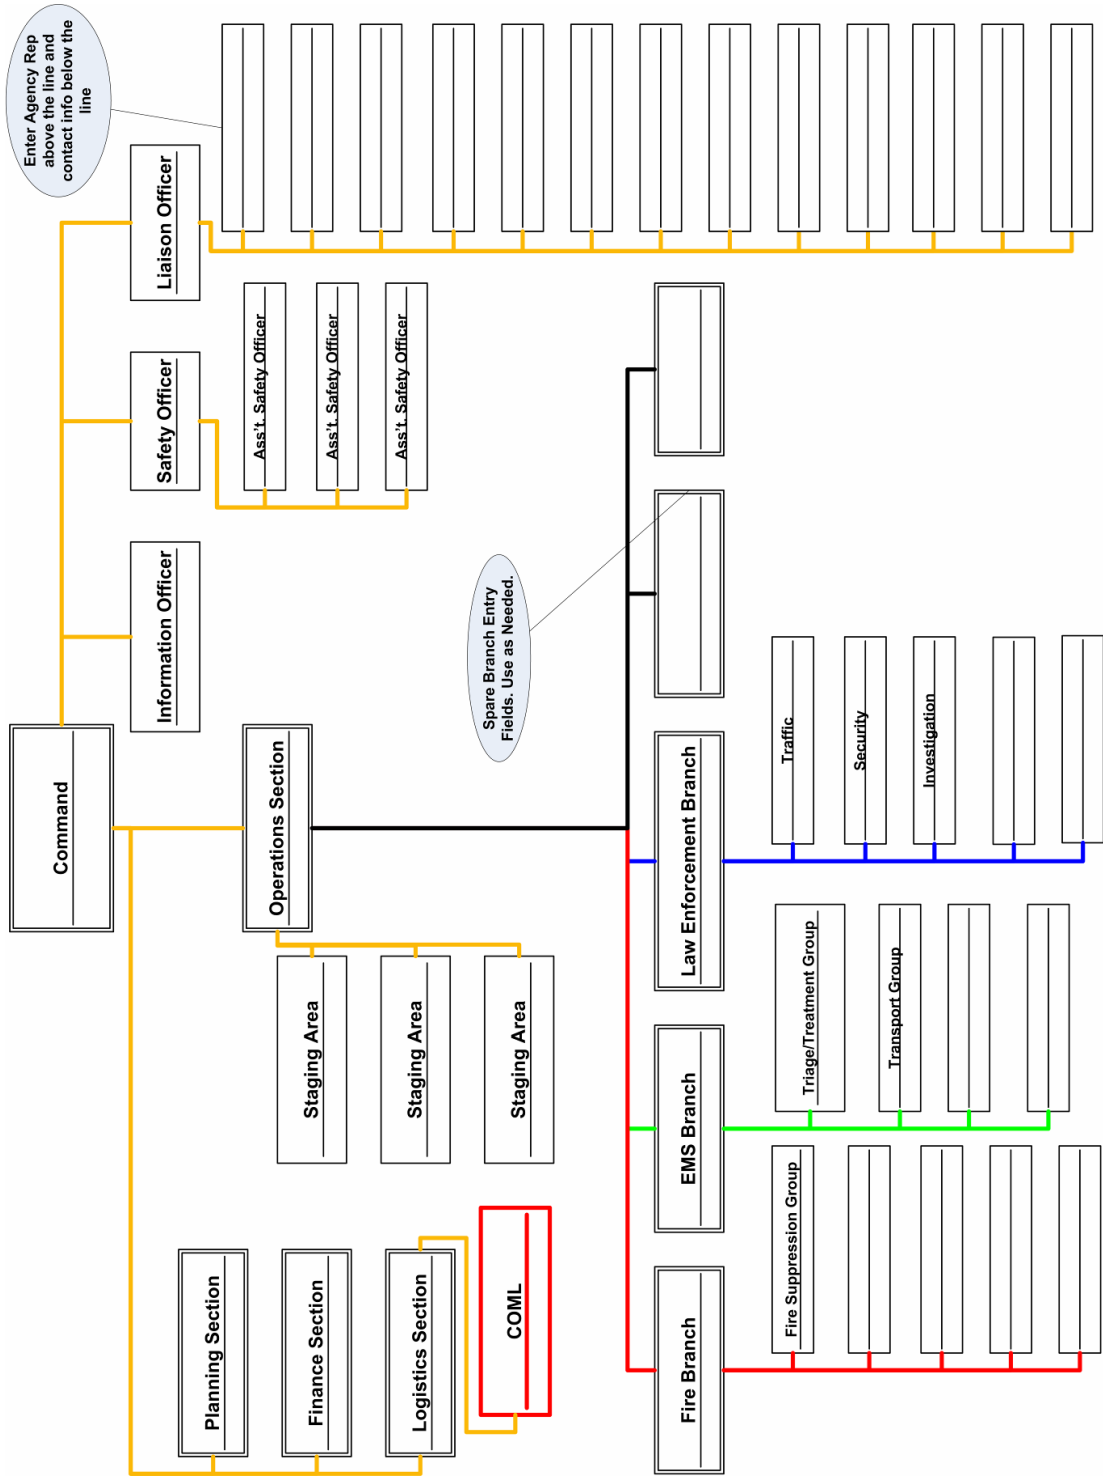 Enter Agency Rep
above the line and
contact info below the
line
Command
Information Officer
Safety Officer
Liaison Officer
Ass't. Safety Officer
Ass't. Safety Officer
Ass't. Safety Officer
Planning Section
Finance Section
Logistics Section
COML
Operations Section
Staging Area
Staging Area
Staging Area
Spare Branch Entry
Fields. Use as Needed.
Fire Branch
EMS Branch
Law Enforcement Branch
Fire Suppression Group
Triage/Treatment Group
Transport Group
Traffic
Security
Investigation